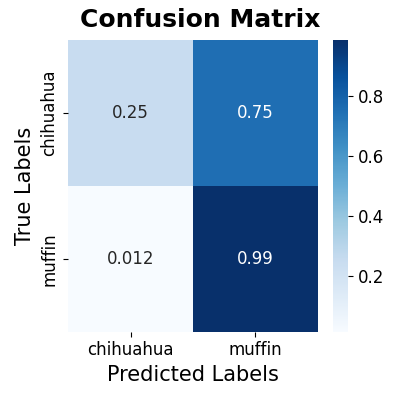 Confusion Matrix
True Labels
chihuahua
0.25
0.75
muffin
0.012
0.99
chihuahua
muffin
Predicted Labels
0.8
0.6
0.4
0.2